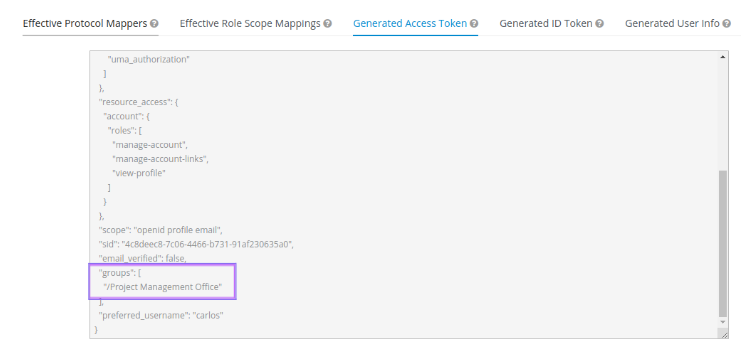 Effective Protocol Mappers Effective Role Scope Mappings Generated Access Token Generated ID Token Generated User Info
"uma_authorization"
]
},
"resource_access": {
"account": {
"roles": [
"manage-account",
"manage-account-links",
"view-profile"
]
}
},
"scope": "openid profile email",
"sid": "4c8deec8-7c06-4466-b731-91af230635a0",
"email_verified": false,
"groups": [
"/Project Management Office"
],
"preferred_username": "carlos"
}